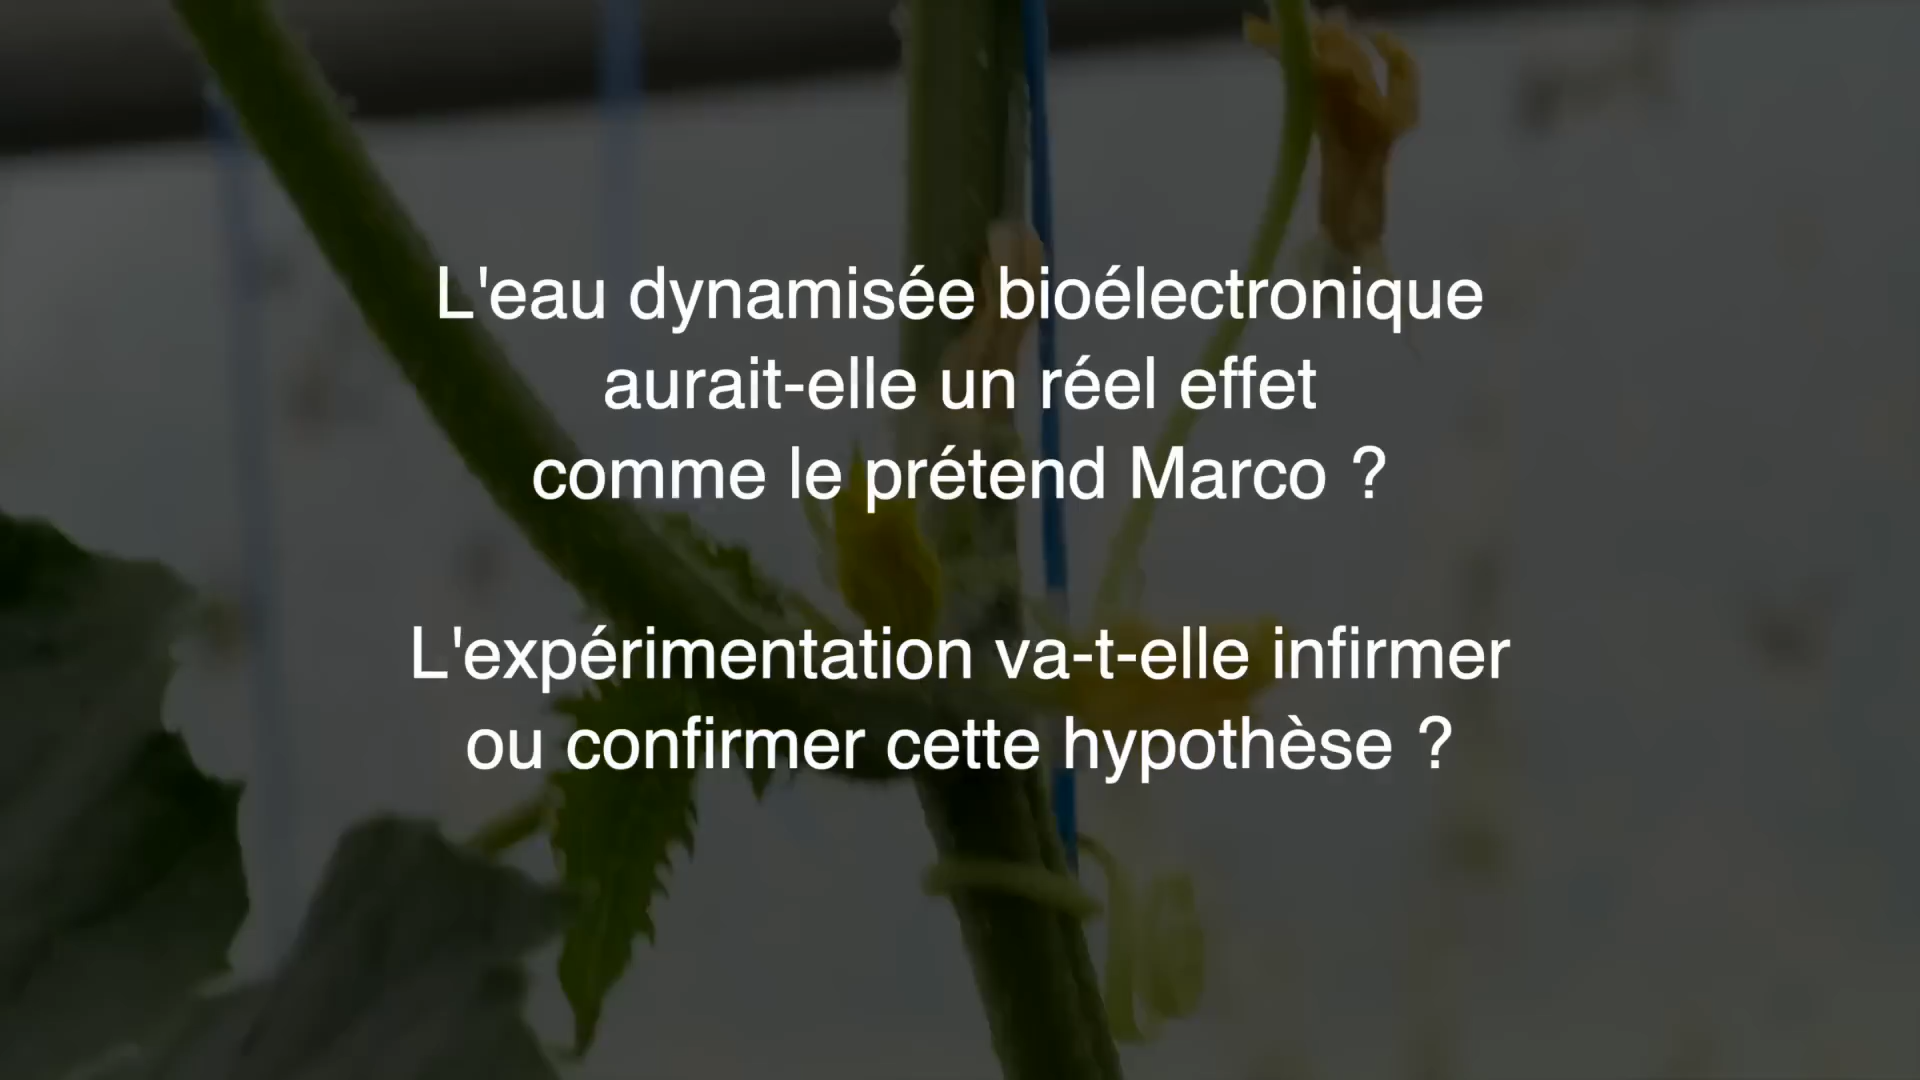 L'eau dynamisée bioélectronique
aurait-elle un réel effet
comme le prétend Marco ?
L'expérimentation va-t-elle infirmer
ou confirmer cette hypothèse ?